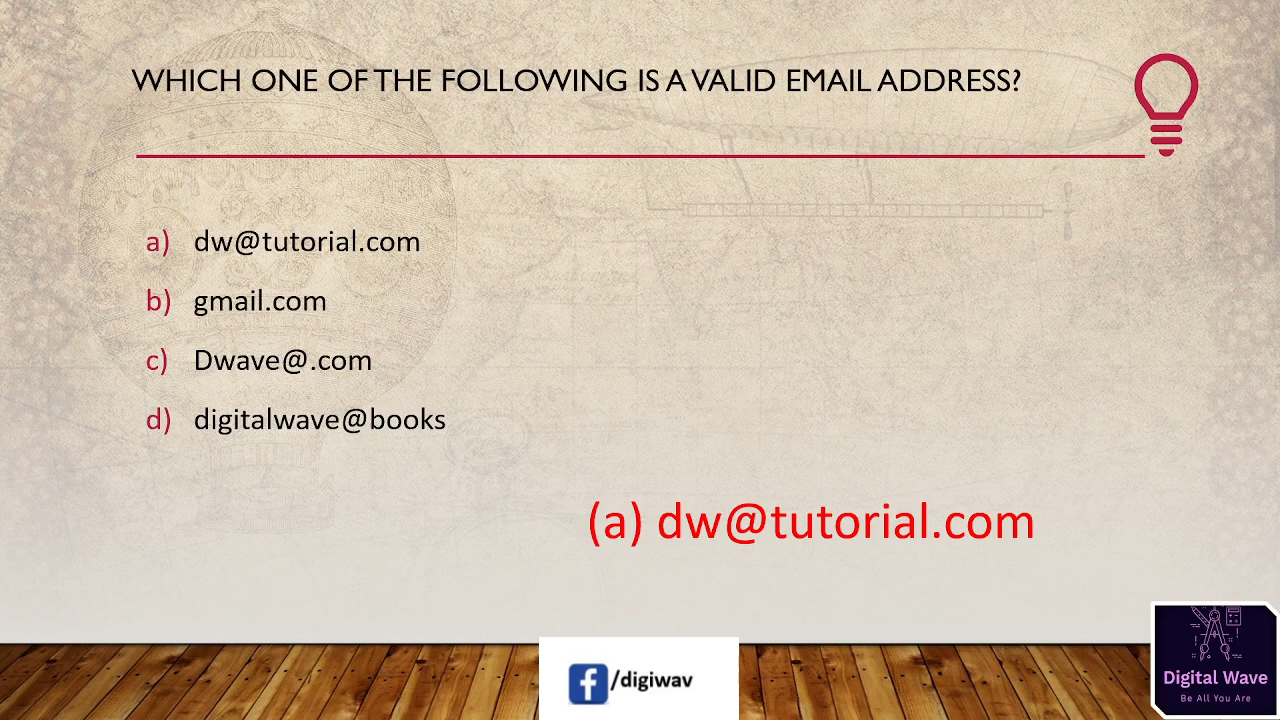 WHICH ONE OF THE FOLLOWING IS A VALID EMAIL ADDRESS?
a) dw@tutorial.com
b) gmail.com
c) Dwave@.com
d) digitalwave@books
(a) dw@tutorial.com
f/digiwav
Digital Wave
Be All You Are